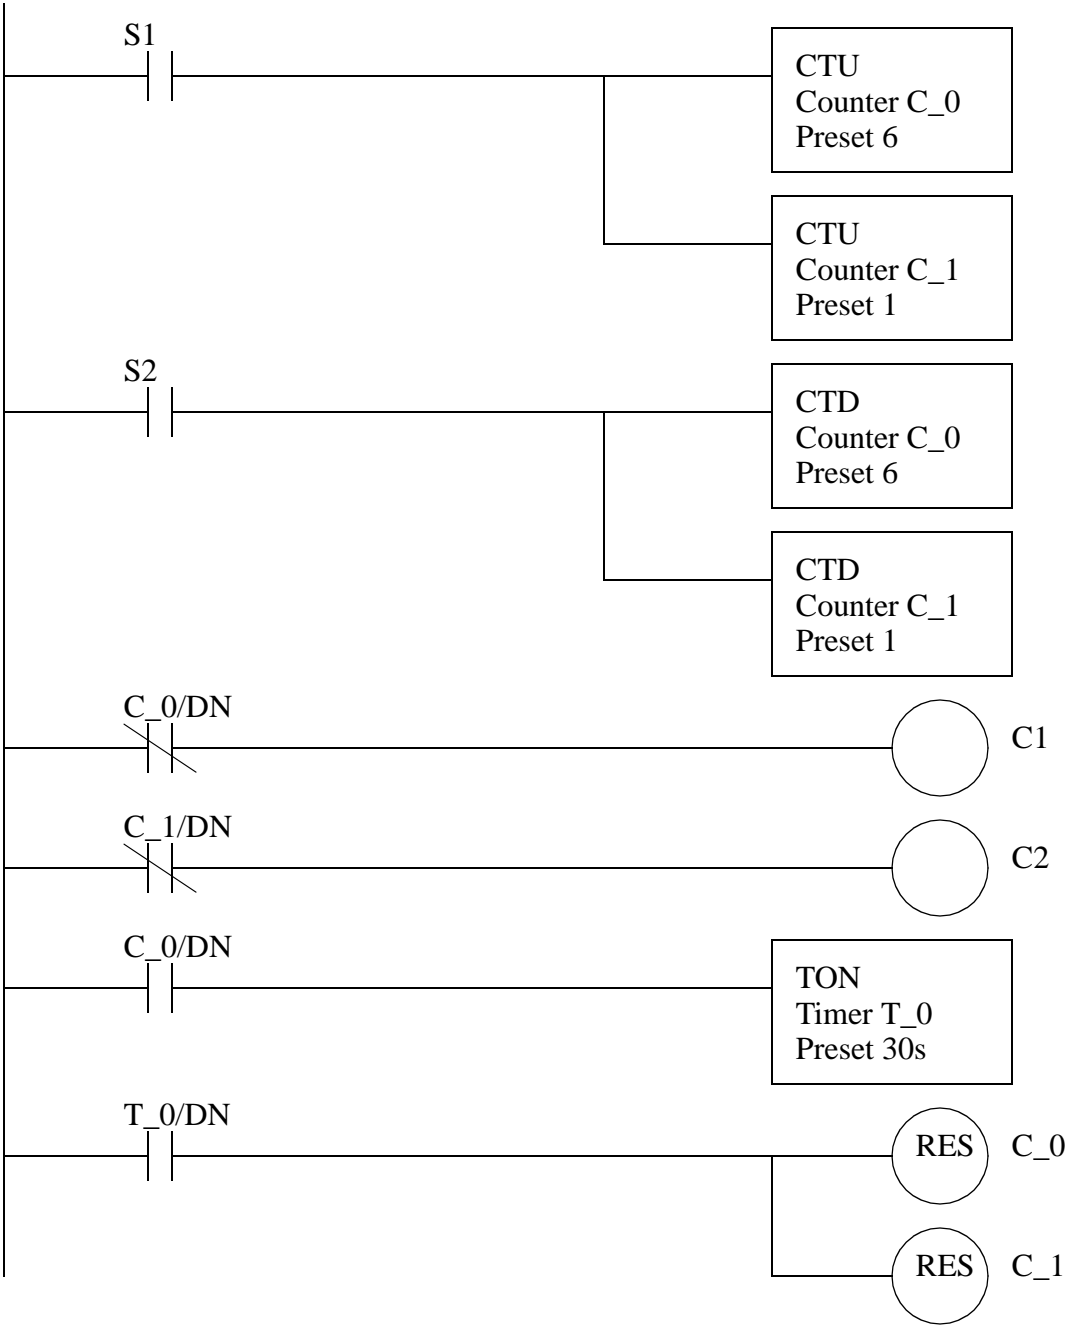 S1
CTU
Counter C_0
Preset 6
CTU
Counter C_1
Preset 1
S2
CTD
Counter C_0
Preset 6
CTD
Counter C_1
Preset 1
C_0/DN
C1
C_1/DN
C2
C_0/DN
TON
Timer T_0
Preset 30s
T_0/DN
RES C_0
RES C_1